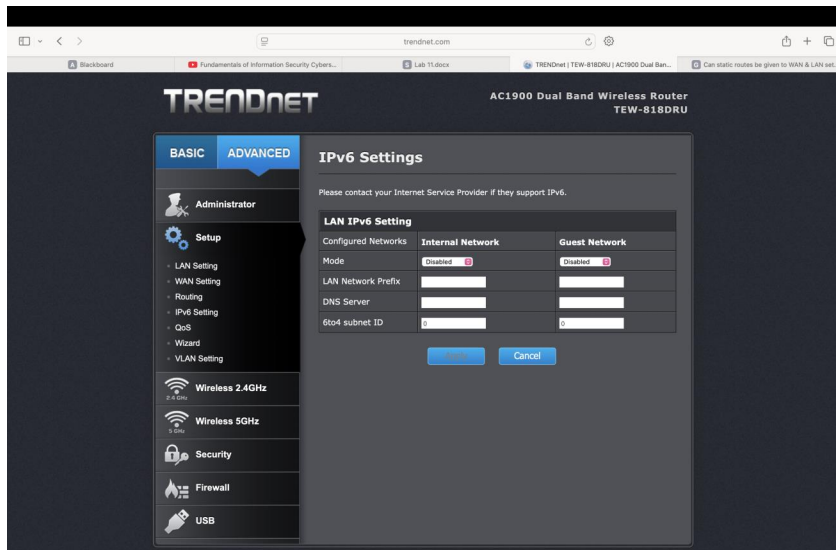 trendnet.com
Blackboard
Fundamentals of Information Security Cybers...
Lab 11.docx
TRENDnet | TEW-818DRU | AC1900 Dual Ban...
Can static routes be given to WAN & LAN set.
TRENDNET
AC1900 Dual Band Wireless Router
TEW-818DRU
BASIC
ADVANCED
Administrator
Setup
LAN Setting
WAN Setting
Routing
IPv6 Setting
QoS
Wizard
VLAN Setting
2.4 GHz
Wireless 2.4GHz
5 GHz
Wireless 5GHz
Security
Firewall
USB
IPv6 Settings
Please contact your Internet Service Provider if they support IPv6.
LAN IPv6 Setting
Configured Networks Internal Network Guest Network
Mode Disabled Disabled
LAN Network Prefix
DNS Server
6to4 subnet ID 0 0
Apply Cancel